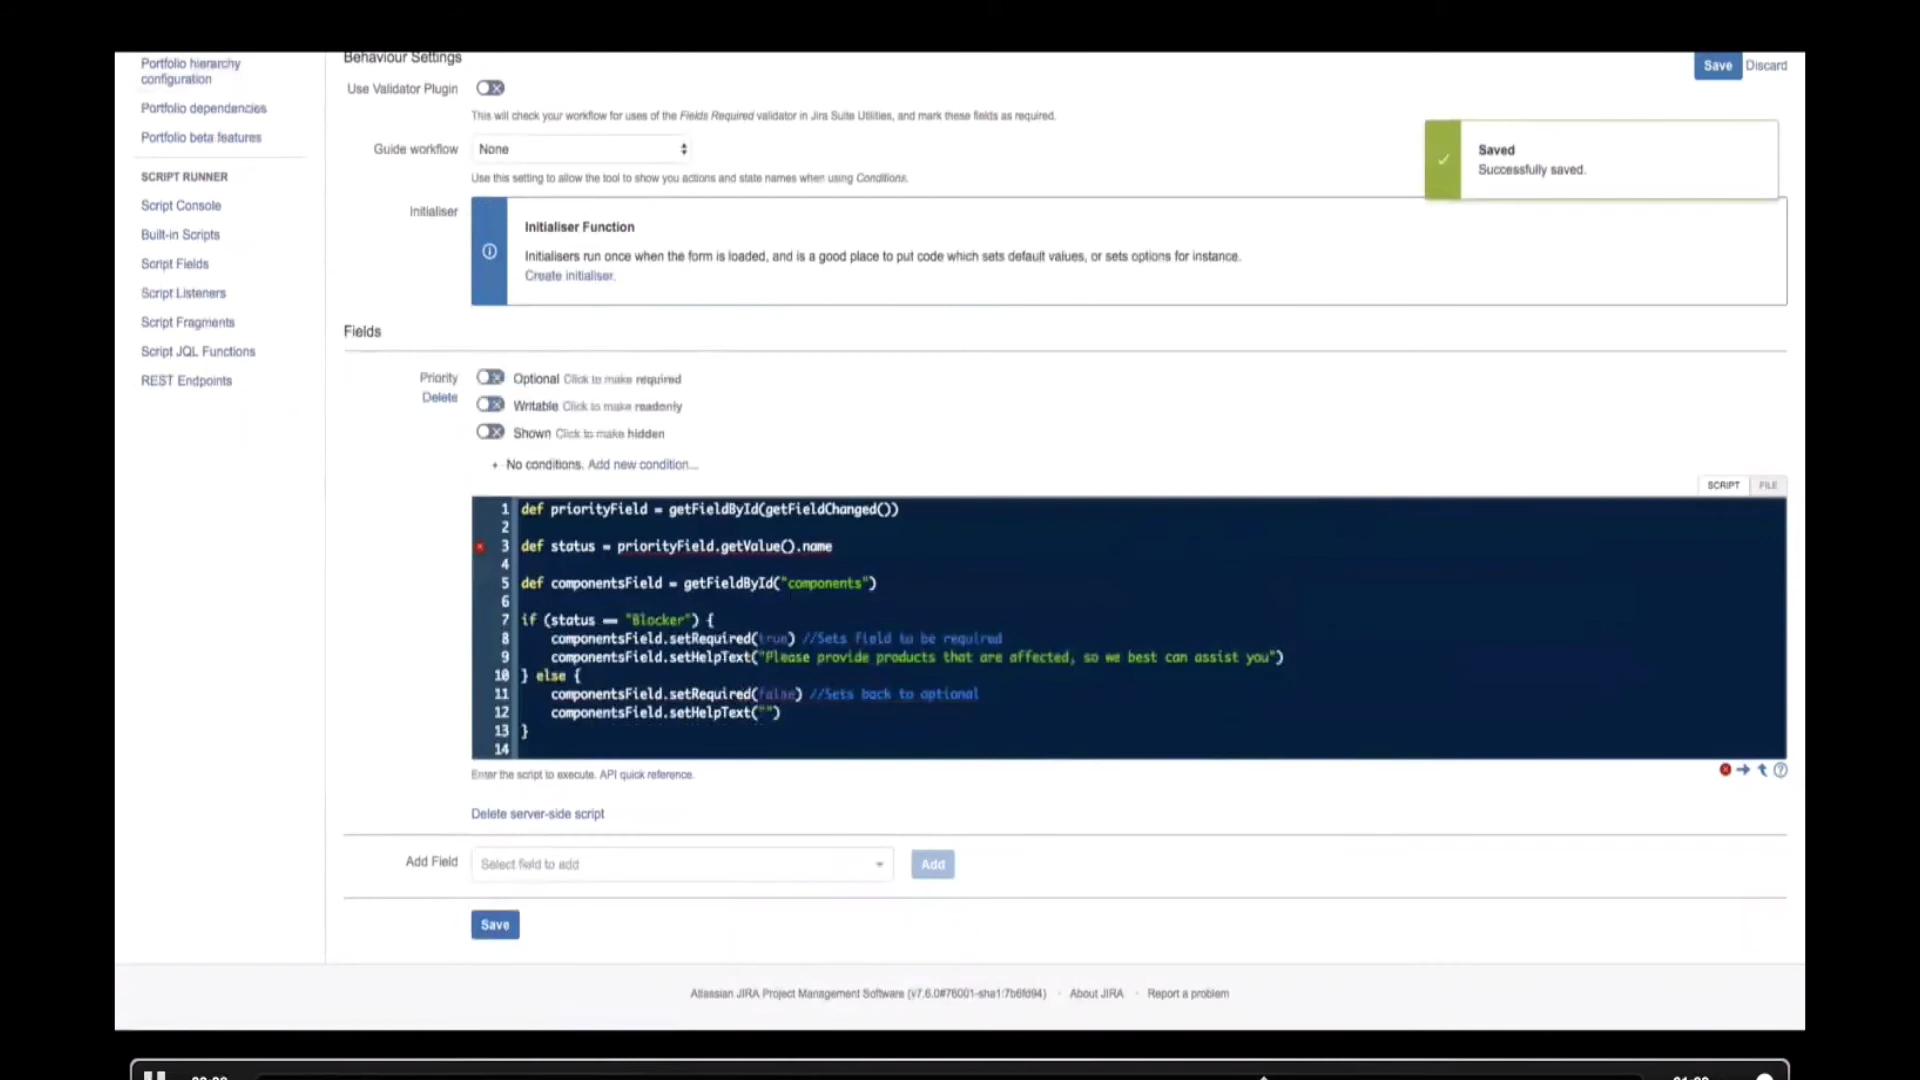 Portfolio hierarchy
configuration
Portfolio dependencies
Portfolio beta features
SCRIPT RUNNER
Script Console
Built-in Scripts
Script Fields
Script Listeners
Script Fragments
Script JQL Functions
REST Endpoints
Behaviour Settings
Save Discard
Use Validator Plugin
This will check your workflow for uses of the Fields Required validator in Jira Suite Utilities, and mark these fields as required.
Guide workflow None
Use this setting to allow the tool to show you actions and state names when using Conditions.
Saved
Successfully saved.
Initialiser
Initialiser Function
Initialisers run once when the form is loaded, and is a good place to put code which sets default values, or sets options for instance.
Create initialiser.
Fields
Priority
Delete
Optional Click to make required
Writable Click to make readonly
Shown Click to make hidden
+ No conditions. Add new condition...
SCRIPT FILE
1 def priorityField = getFieldById(getFieldChanged())
2
3 def status = priorityField.getValue().name
4
5 def componentsField = getFieldById("components")
6
7 if (status == "Blocker") {
8 componentsField.setRequired(true) //Sets field to be required
9 componentsField.setHelpText("Please provide products that are affected, so we best can assist you")
10 } else {
11 componentsField.setRequired(false) //Sets back to optional
12 componentsField.setHelpText("")
13 }
14
Enter the script to execute. API quick reference.
Delete server-side script
Add Field Select field to add Add
Save
Atlassian JIRA Project Management Software (v7.6.0#76001-sha1:7b6fd94) · About JIRA · Report a problem